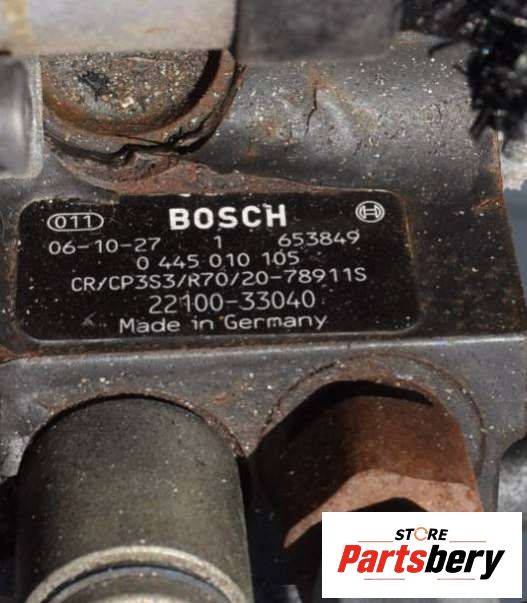 011 BOSCH
06-10-27 1 653849
0 445 010 105
CR/CP3S3/R70/20-78911S
22100-33040
Made in Germany
STORE
Partsbery